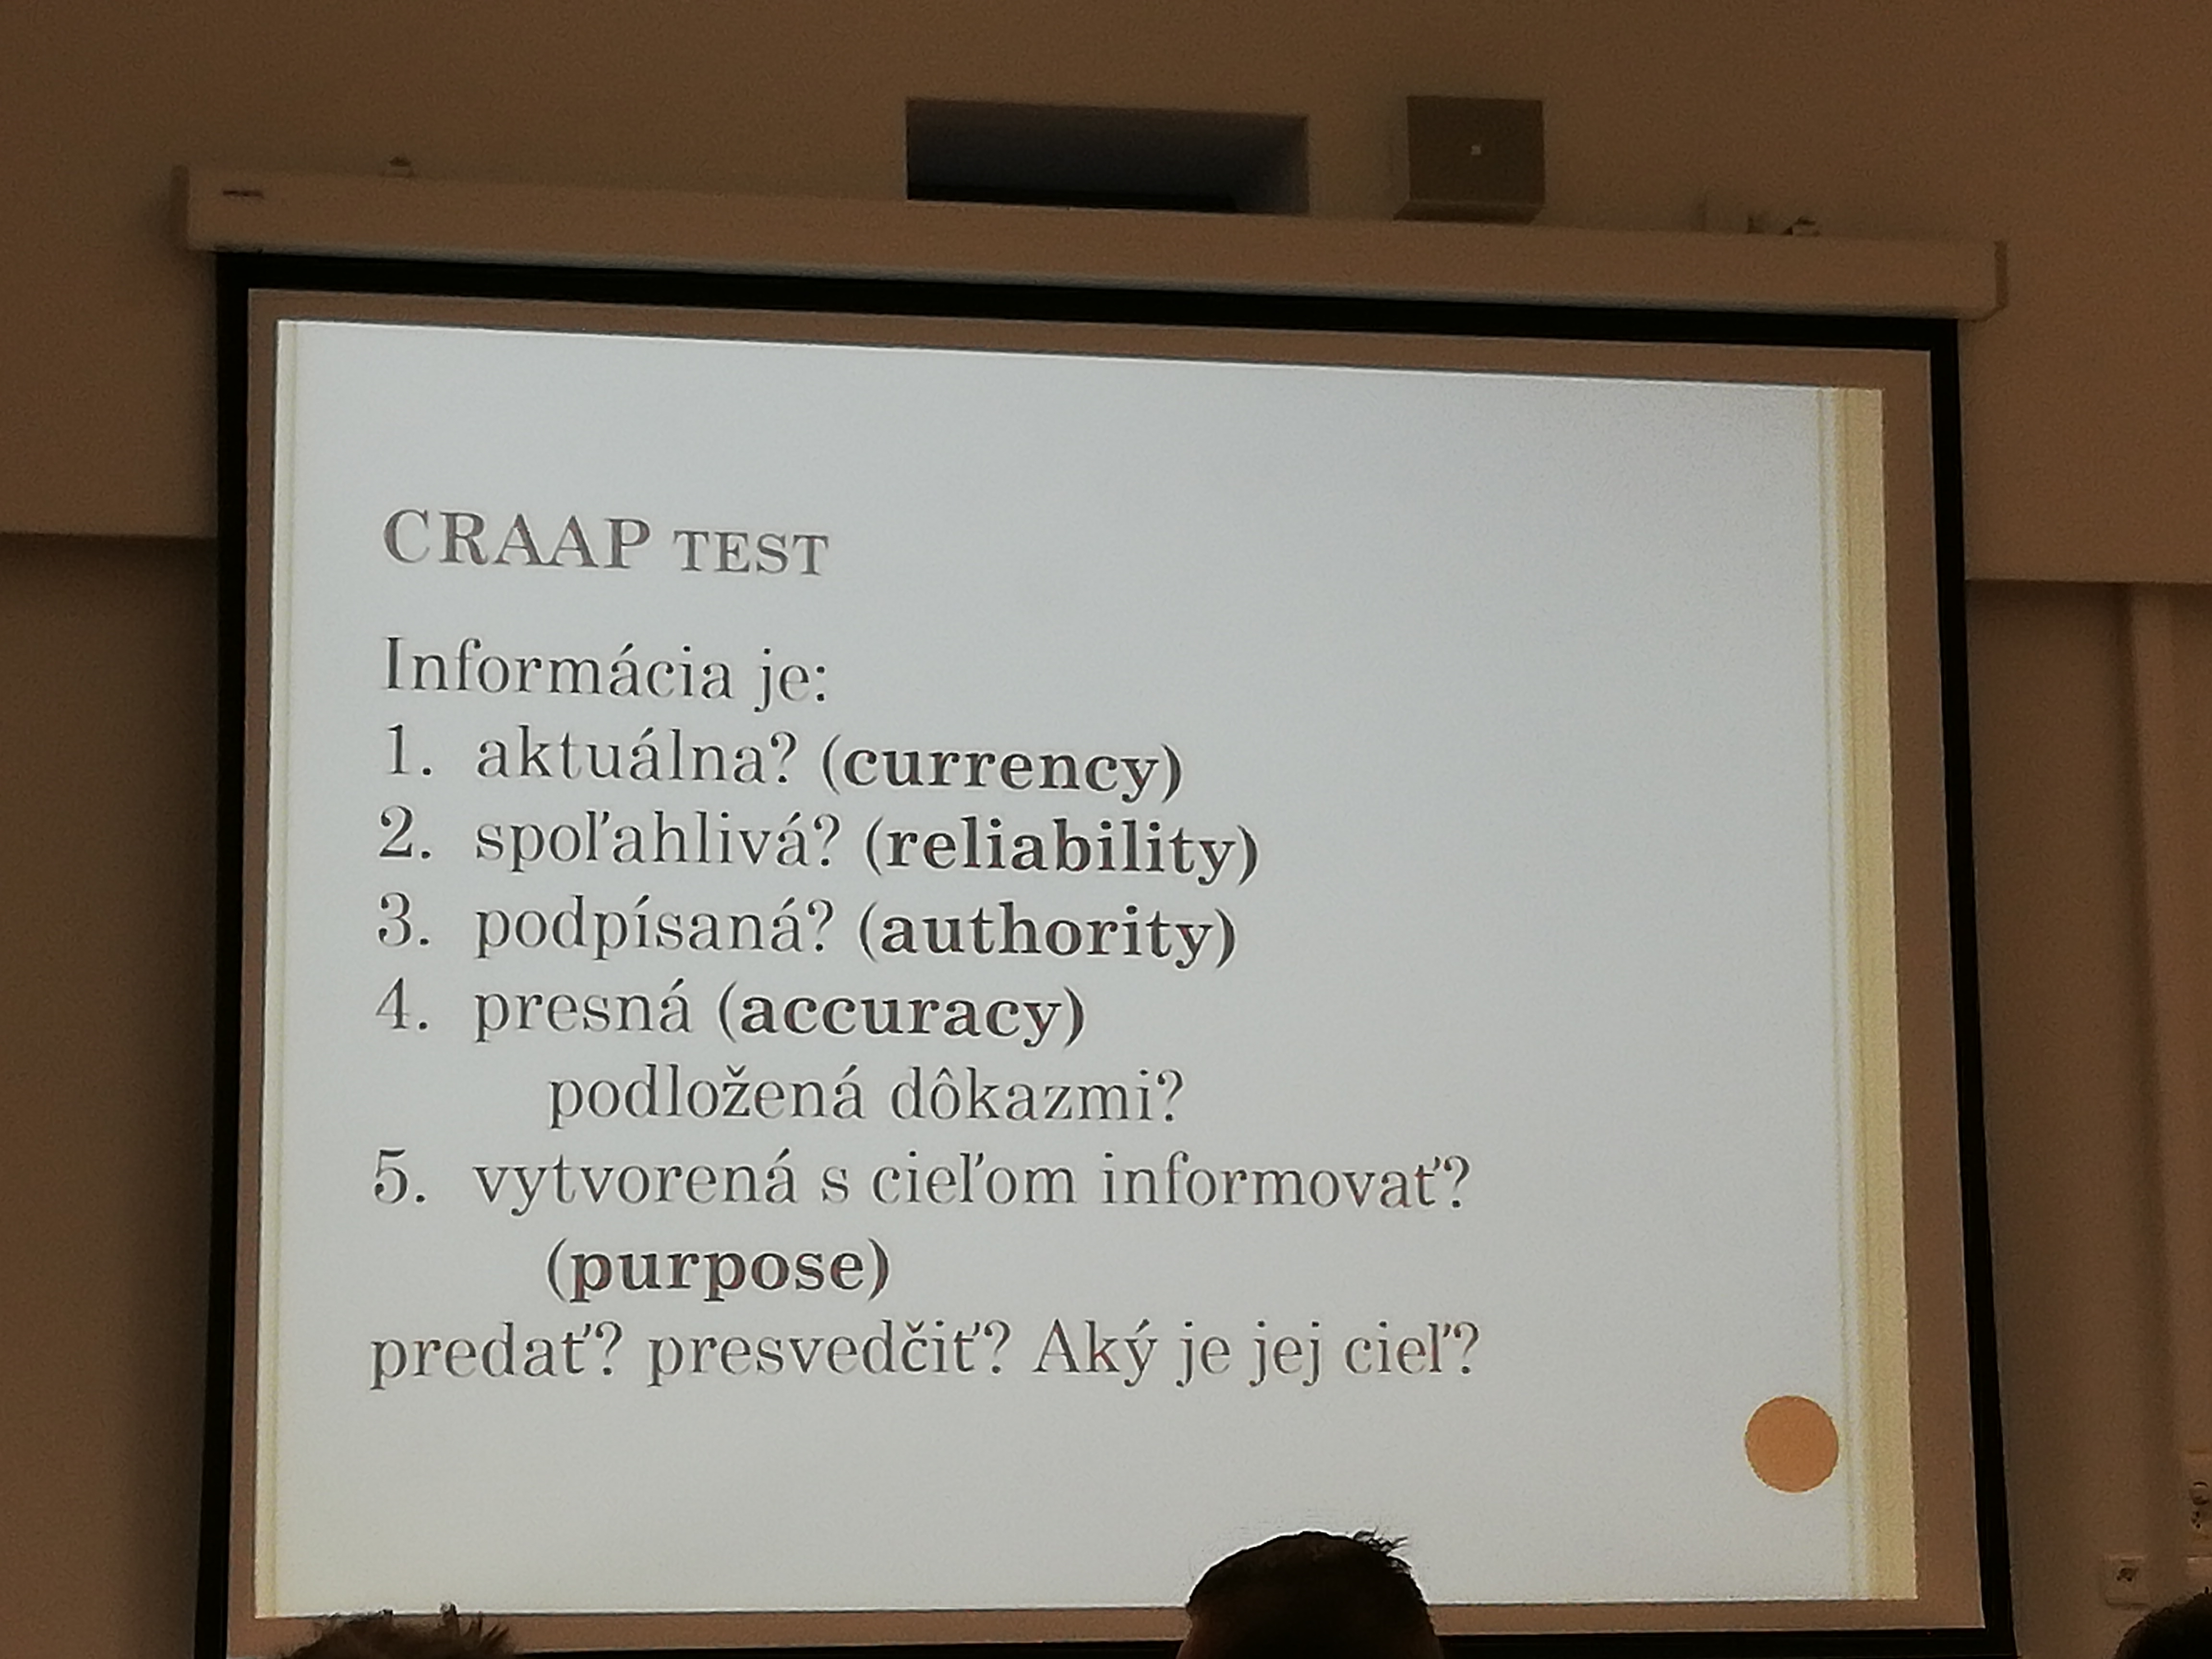 CRAAP TEST
Informácia je:
1. aktuálna? (currency)
2. spoľahlivá? (reliability)
3. podpísaná? (authority)
4. presná (accuracy)
podložená dôkazmi?
5. vytvorená s cieľom informovať?
(purpose)
predať? presvedčiť? Aký je jej cieľ?